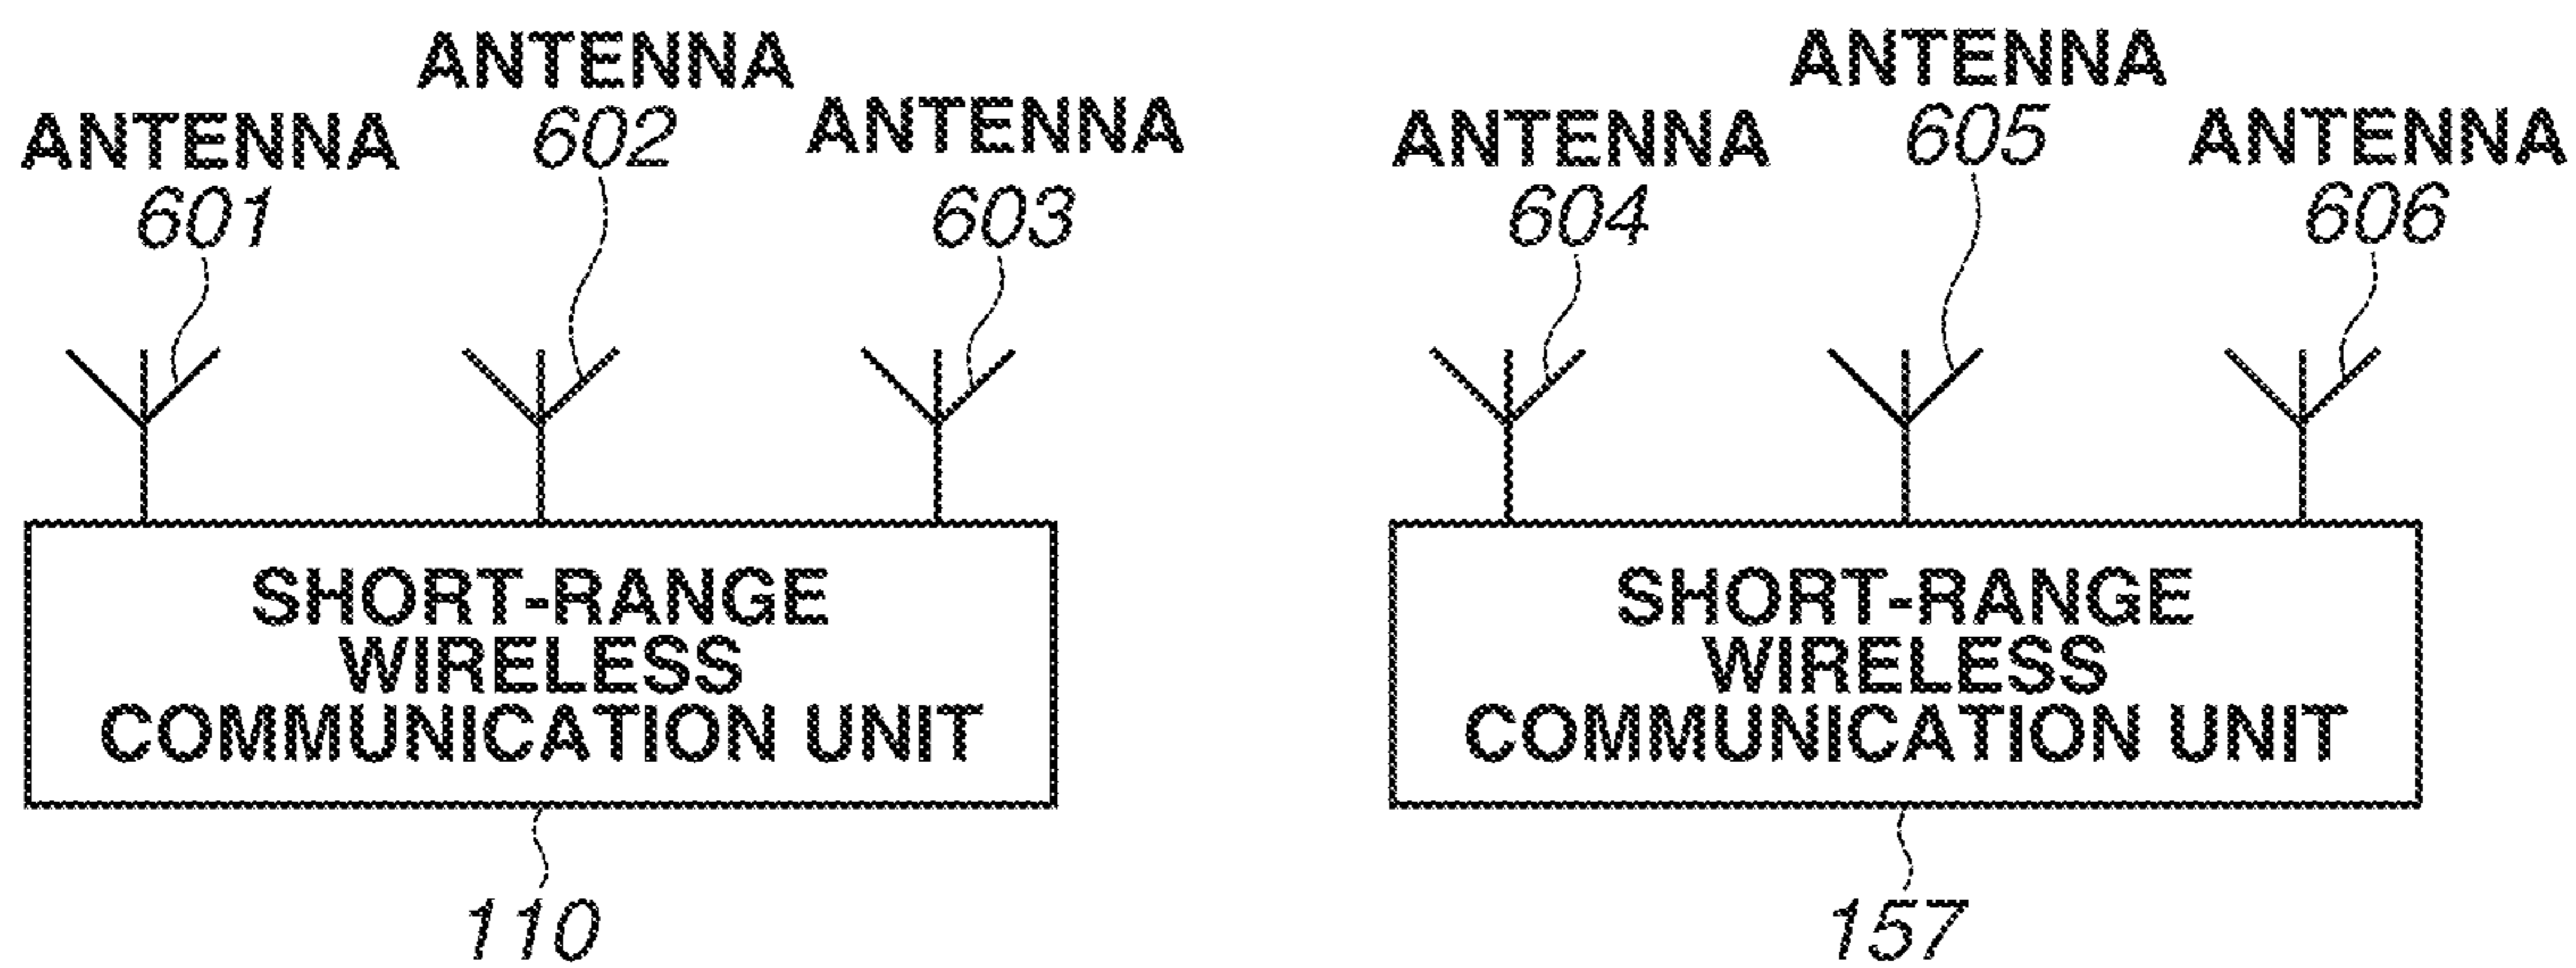 ANTENNA
601
ANTENNA
602
ANTENNA
603
SHORT-RANGE
WIRELESS
COMMUNICATION UNIT
110
ANTENNA
604
ANTENNA
605
ANTENNA
606
SHORT-RANGE
WIRELESS
COMMUNICATION UNIT
157